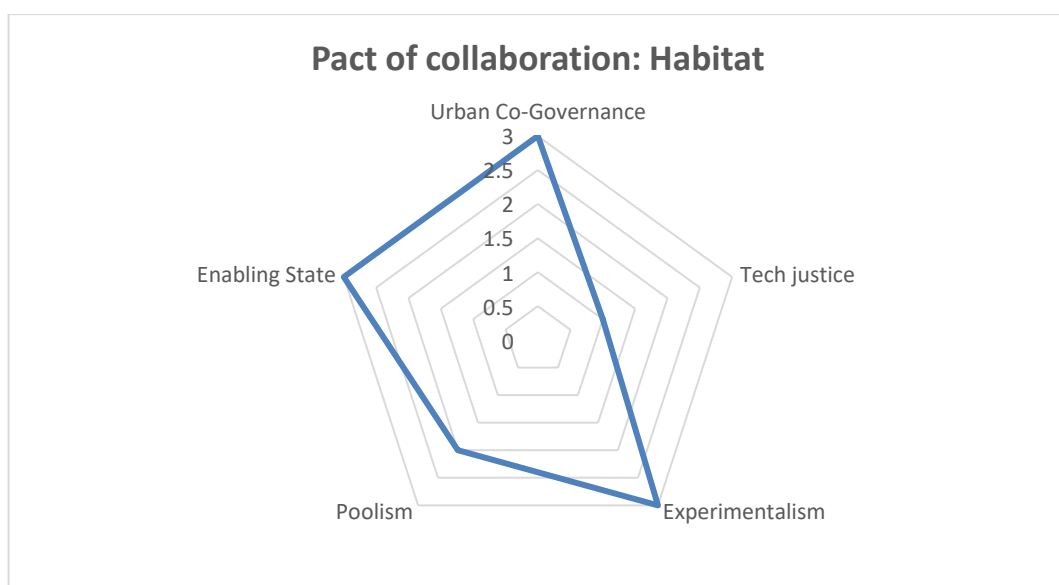 Pact of collaboration: Habitat
Urban Co-Governance
3
2.5
2
1.5
1
0.5
0
Enabling State
Tech justice
Poolism
Experimentalism